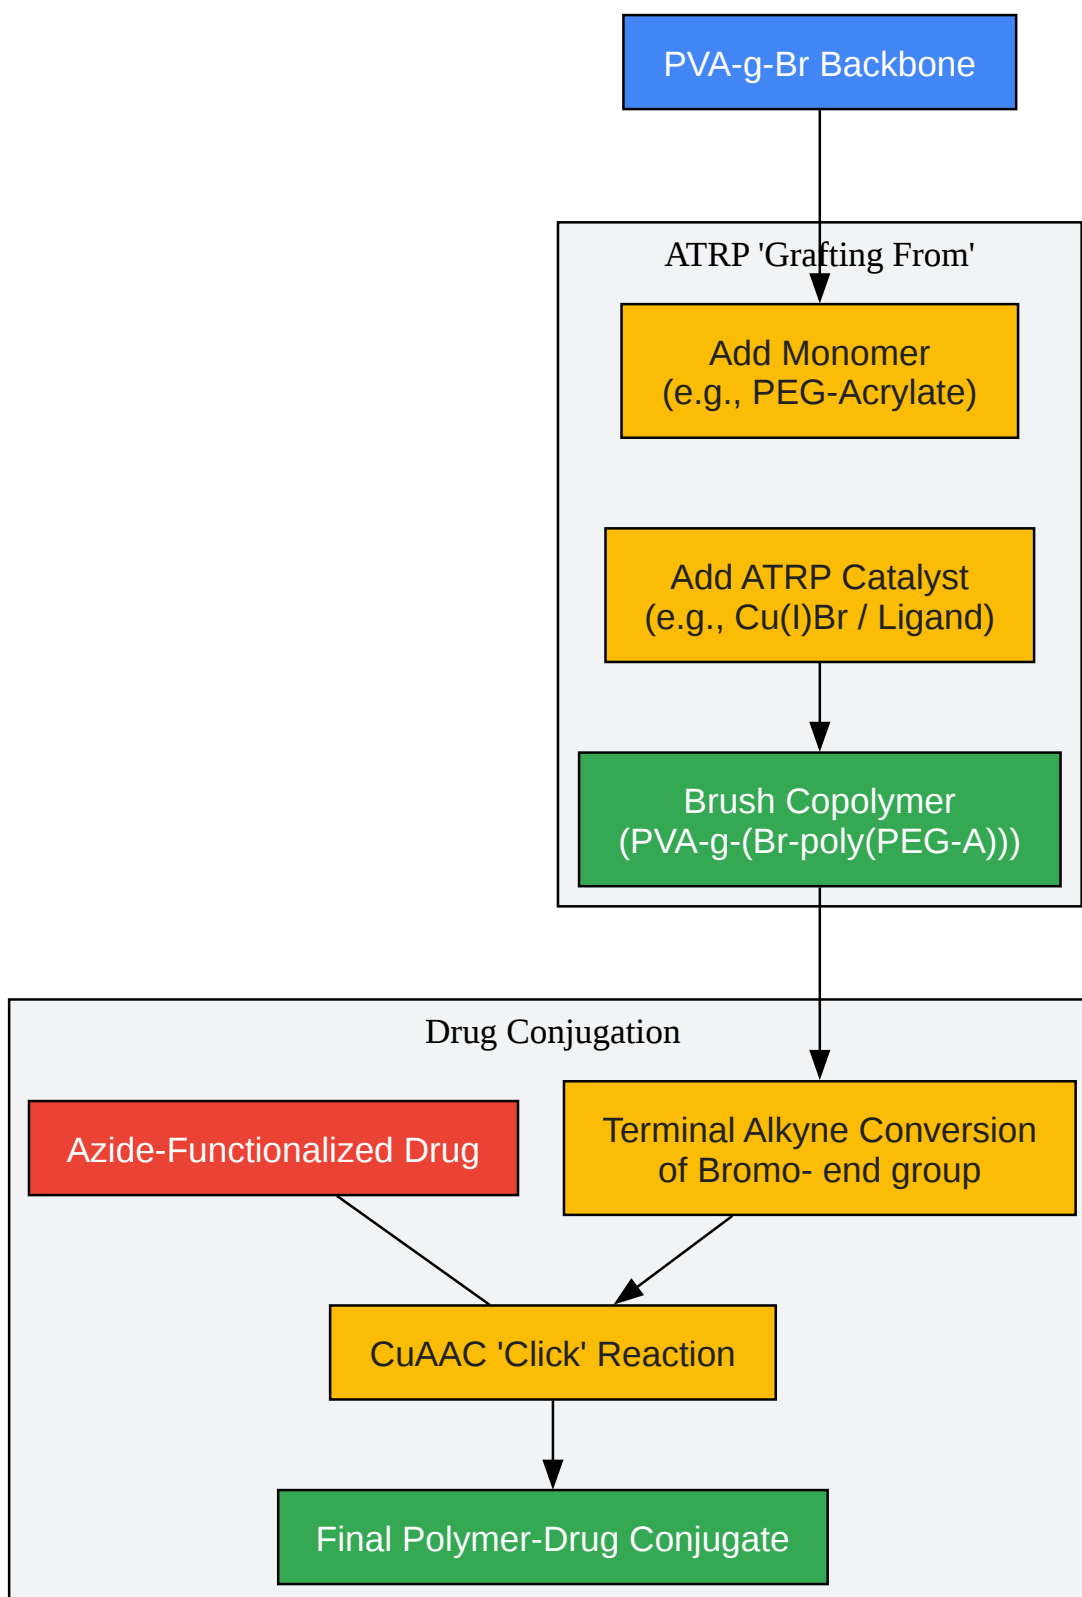 PVA-g-Br Backbone
ATRP 'Grafting From'
Add Monomer
(e.g., PEG-Acrylate)
Add ATRP Catalyst
(e.g., Cu(I)Br / Ligand)
Brush Copolymer
(PVA-g-(Br-poly(PEG-A)))
Drug Conjugation
Azide-Functionalized Drug
Terminal Alkyne Conversion
of Bromo- end group
CuAAC 'Click' Reaction
Final Polymer-Drug Conjugate